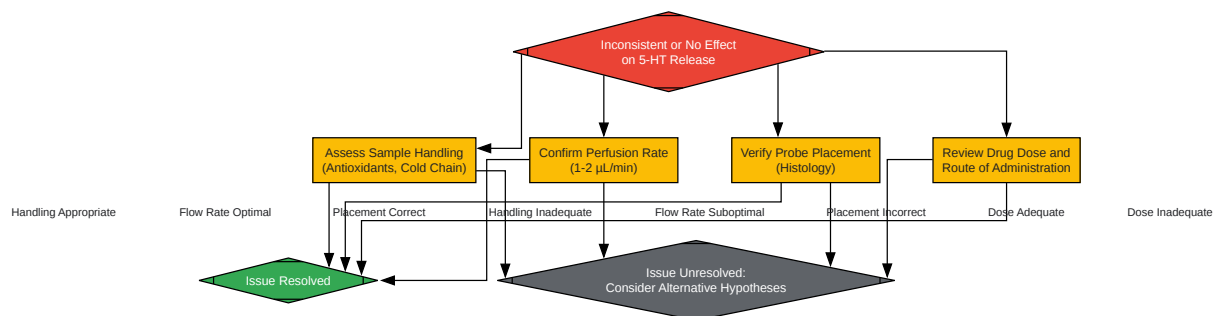 Inconsistent or No Effect
on 5-HT Release
Assess Sample Handling
(Antioxidants, Cold Chain)
Confirm Perfusion Rate
(1-2 µL/min)
Verify Probe Placement
(Histology)
Review Drug Dose and
Route of Administration
Handling Appropriate
Flow Rate Optimal
Placement Correct
Handling Inadequate
Flow Rate Suboptimal
Placement Incorrect
Dose Adequate
Dose Inadequate
Issue Resolved
Issue Unresolved:
Consider Alternative Hypotheses